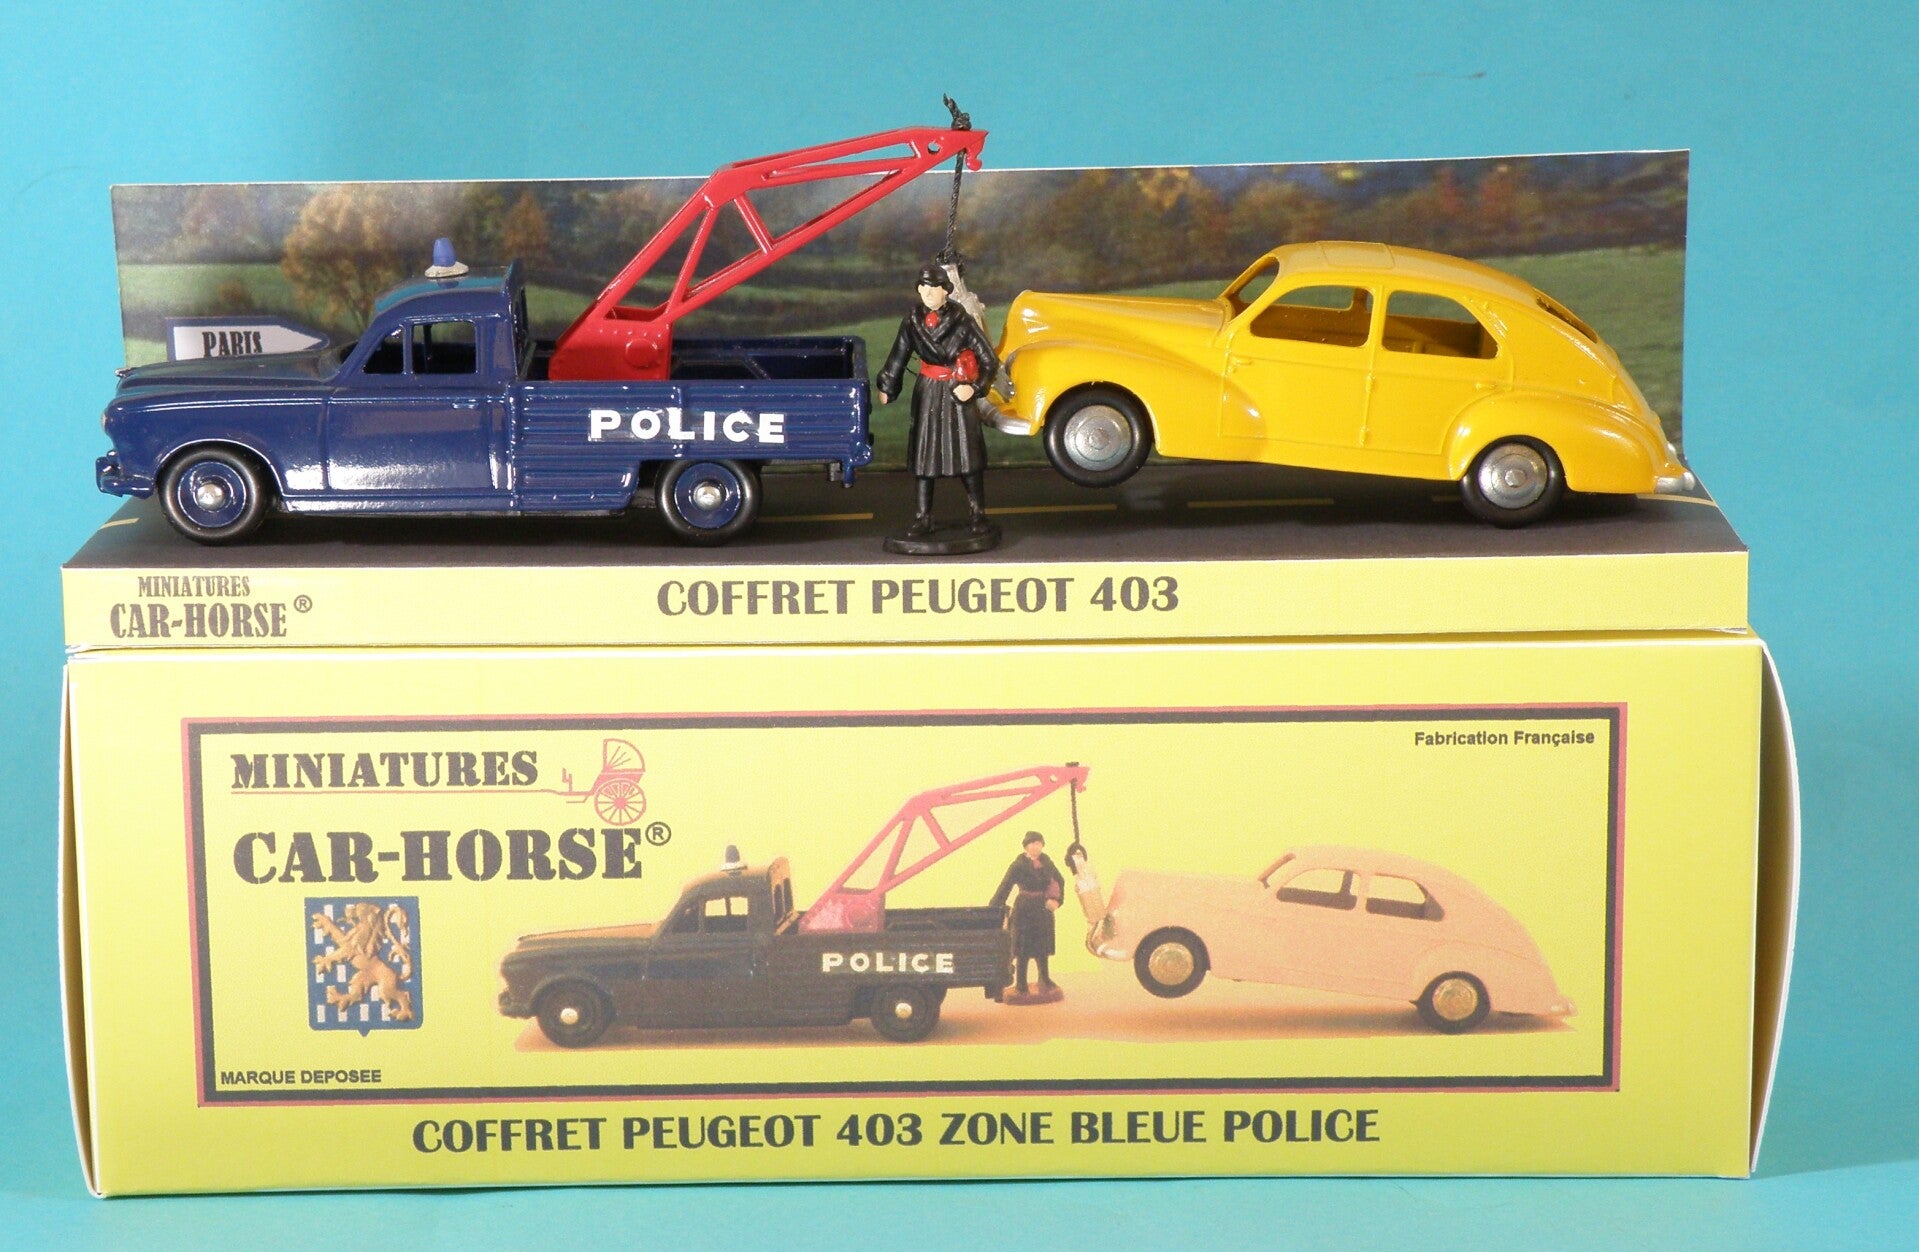 PARIS
POLICE
MINIATURES
CAR-HORSE®
COFFRET PEUGEOT 403
MINIATURES
CAR-HORSE®
Fabrication Française
POLICE
MARQUE DEPOSEE
COFFRET PEUGEOT 403 ZONE BLEUE POLICE